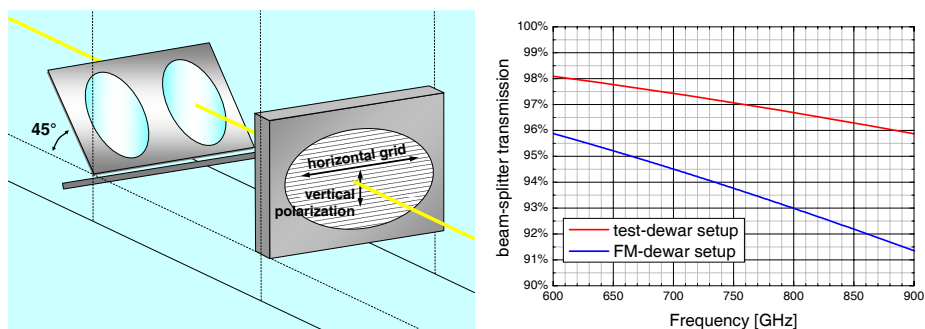 45°
horizontal grid
vertical
polarization
beam-splitter transmission
100%
99%
98%
97%
96%
95%
94%
93%
92%
91%
90%
test-dewar setup
FM-dewar setup
600
650
700
750
800
850
900
Frequency [GHz]